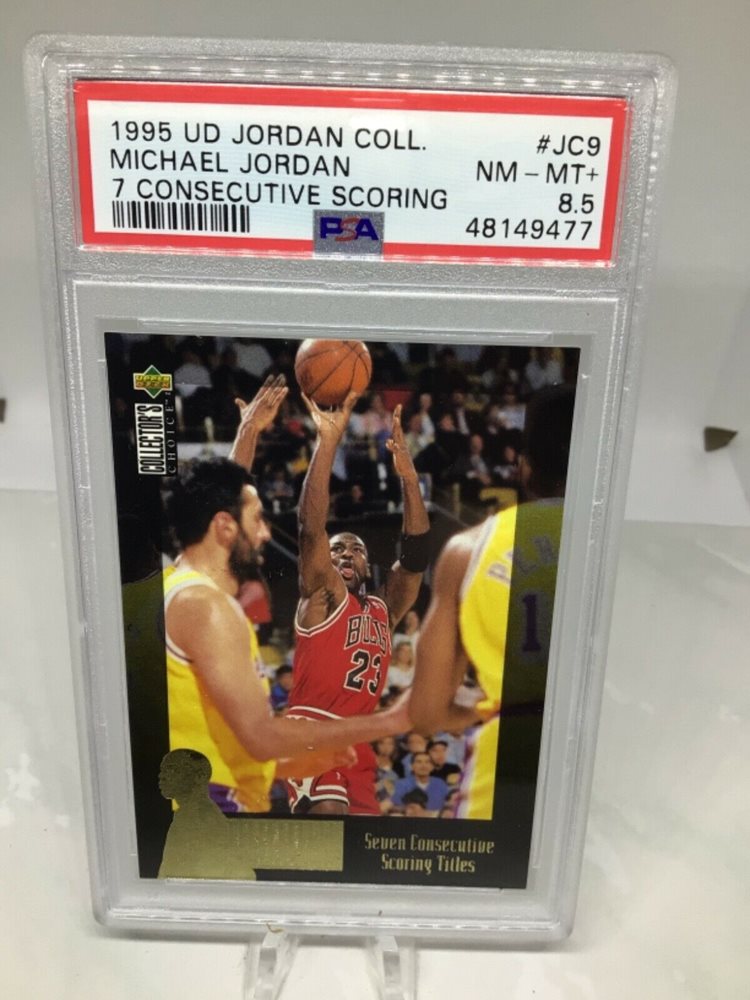 1995 UD JORDAN COLL. #JC9
MICHAEL JORDAN NM-MT+
7 CONSECUTIVE SCORING 8.5
PSA 48149477
UPPER DECK
COLLECTOR'S
CHOICE
BULLS
23
1
Seven Consecutive
Scoring Titles